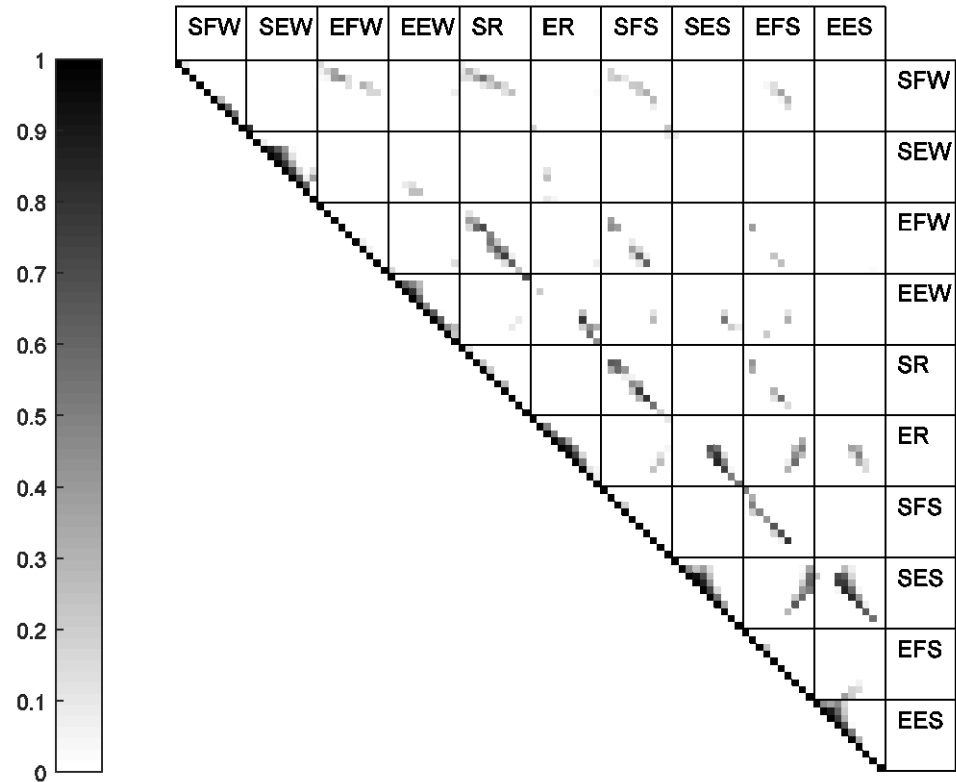 SFW SEW EFW EEW SR ER SFS SES EFS EES
1
SFW
0.9
SEW
0.8
EFW
0.7
EEW
0.6
SR
0.5
ER
0.4
SFS
0.3
SES
0.2
EFS
0.1
EES
0